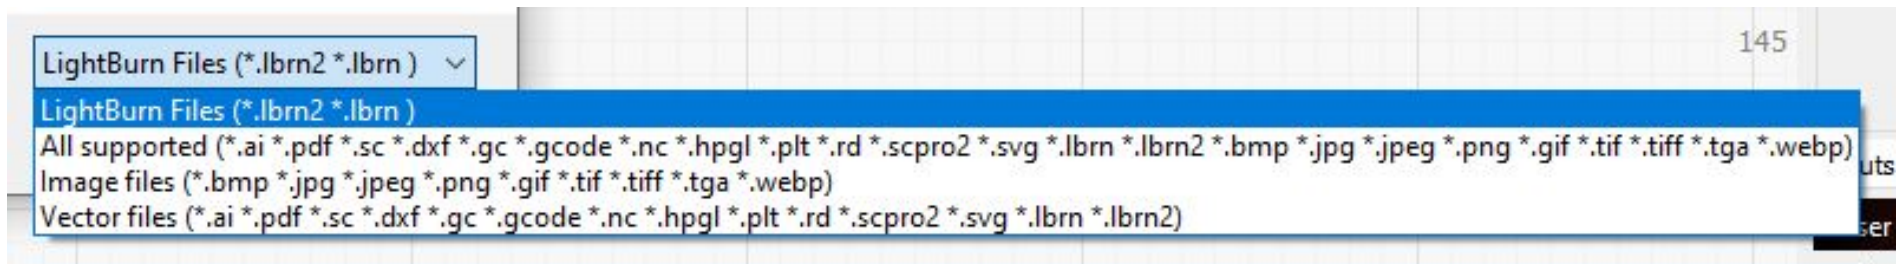 145
LightBurn Files (*.lbrn2 *.lbrn )
LightBurn Files (*.lbrn2 *.lbrn )
All supported (*.ai *.pdf *.sc *.dxf *.gc *.gcode *.nc *.hpgl *.plt *.rd *.scpro2 *.svg *.lbrn *.lbrn2 *.bmp *.jpg *.jpeg *.png *.gif *.tif *.tiff *.tga *.webp)
uts
Image files (*.bmp *.jpg *.jpeg *.png *.gif *.tif *.tiff *.tga *.webp)
Vector files (*.ai *.pdf *.sc *.dxf *.gc *.gcode *.nc *.hpgl *.plt *.rd *.scpro2 *.svg *.lbrn *.lbrn2)
ser